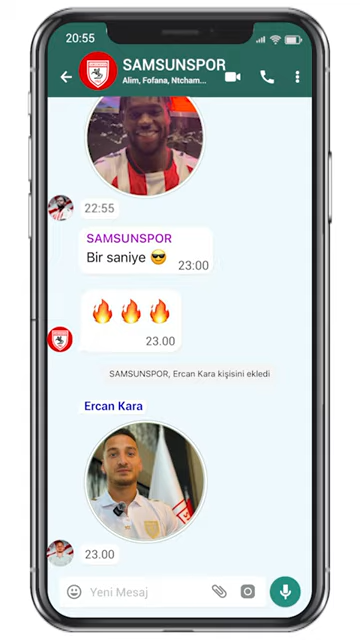 20:55
SAMSUNSPOR
Alim, Fofana, Ntcham...
22:55
SAMSUNSPOR
Bir saniye 😎
23:00
🔥🔥🔥
23.00
SAMSUNSPOR, Ercan Kara kişisini ekledi
Ercan Kara
23.00
Yeni Mesaj